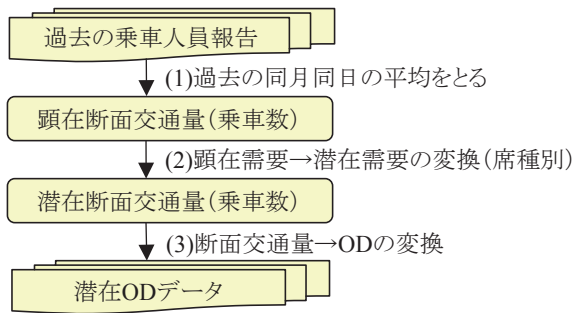 過去の乗車人員報告
(1)過去の同月同日の平均をとる
顕在断面交通量(乗車数)
(2)顕在需要→潜在需要の変換(席種別)
潜在断面交通量(乗車数)
(3)断面交通量→ODの変換
潜在ODデータ